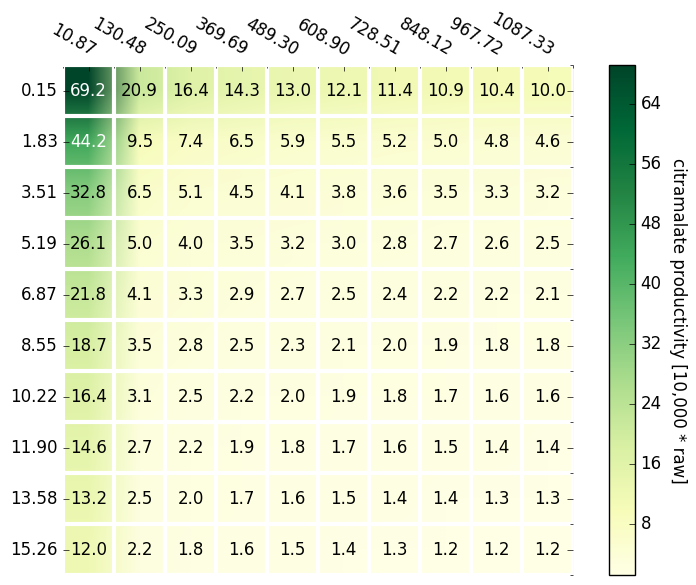 10.87 130.48 250.09 369.69 489.30 608.90 728.51 848.12 967.72 1087.33
0.15 69.2 20.9 16.4 14.3 13.0 12.1 11.4 10.9 10.4 10.0
1.83 44.2 9.5 7.4 6.5 5.9 5.5 5.2 5.0 4.8 4.6
3.51 32.8 6.5 5.1 4.5 4.1 3.8 3.6 3.5 3.3 3.2
5.19 26.1 5.0 4.0 3.5 3.2 3.0 2.8 2.7 2.6 2.5
6.87 21.8 4.1 3.3 2.9 2.7 2.5 2.4 2.2 2.2 2.1
8.55 18.7 3.5 2.8 2.5 2.3 2.1 2.0 1.9 1.8 1.8
10.22 16.4 3.1 2.5 2.2 2.0 1.9 1.8 1.7 1.6 1.6
11.90 14.6 2.7 2.2 1.9 1.8 1.7 1.6 1.5 1.4 1.4
13.58 13.2 2.5 2.0 1.7 1.6 1.5 1.4 1.4 1.3 1.3
15.26 12.0 2.2 1.8 1.6 1.5 1.4 1.3 1.2 1.2 1.2
64
56
48
40
32
24
16
8
citramalate productivity [10,000 * raw]